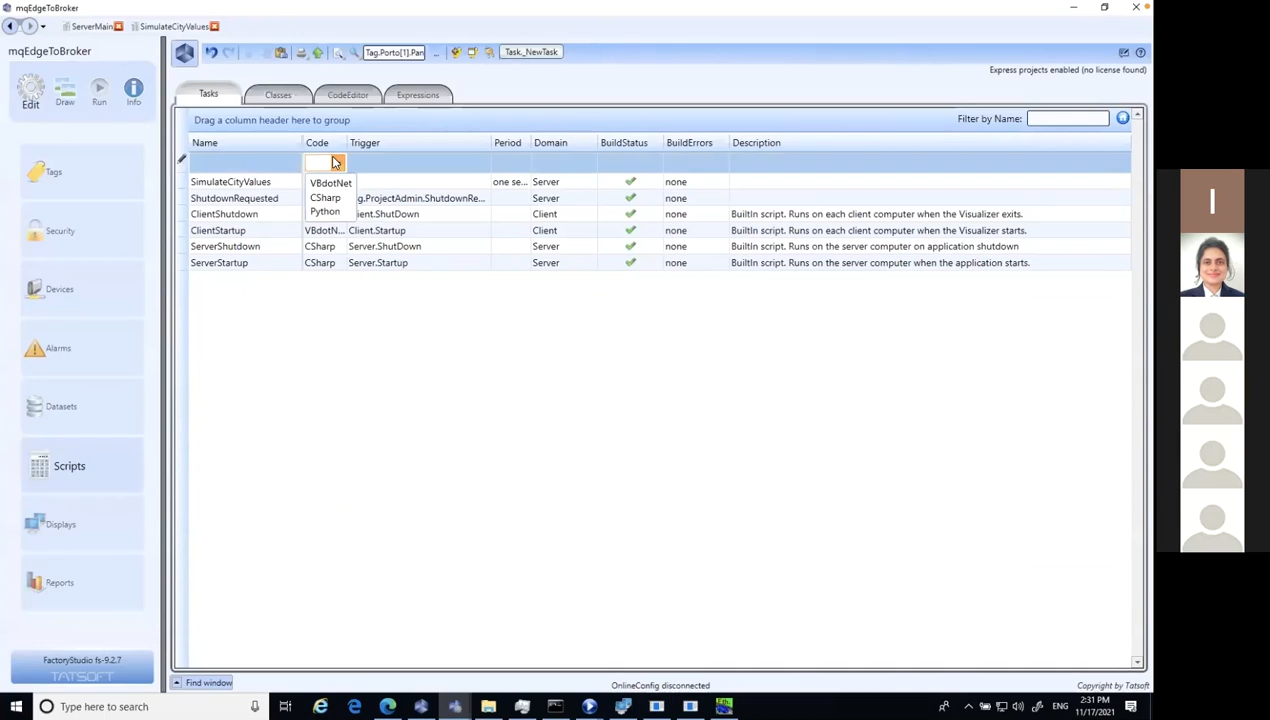 mqEdgeToBroker
ServerMain
SimulateCityValues
mqEdgeToBroker
Edit
Draw
Run
Info
Tag.Porto[1].Pan
...
Task._NewTask
Express projects enabled (no license found)
Tasks
Classes
CodeEditor
Expressions
Drag a column header here to group
Filter by Name:
Name Code Trigger Period Domain BuildStatus BuildErrors Description
VBdotNet
CSharp
Python
SimulateCityValues one se... Server none
ShutdownRequested g.ProjectAdmin.ShutdownRe... Server none
ClientShutdown ient.ShutDown Client none BuiltIn script. Runs on each client computer when the Visualizer exits.
ClientStartup VBdotN... Client.Startup Client none BuiltIn script. Runs on each client computer when the Visualizer starts.
ServerShutdown CSharp Server.ShutDown Server none BuiltIn script. Runs on the server computer on application shutdown
ServerStartup CSharp Server.Startup Server none BuiltIn script. Runs on the server computer when the application starts.
Tags
Security
Devices
Alarms
Datasets
Scripts
Displays
Reports
FactoryStudio fs-9.2.7
TATSOFT
Find window
OnlineConfig disconnected
Copyright by Tatsoft
I
Type here to search
ENG
2:31 PM
11/17/2021